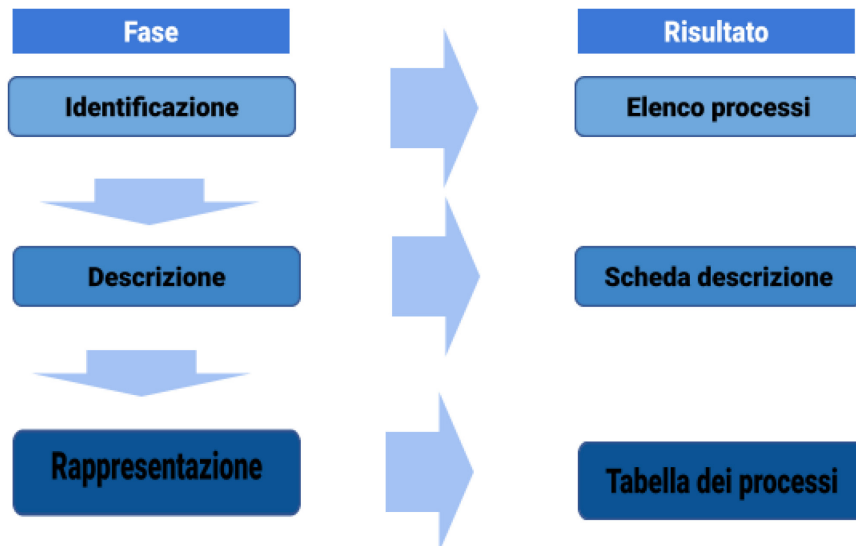 Fase
Risultato
Identificazione
Elenco processi
Descrizione
Scheda descrizione
Rappresentazione
Tabella dei processi